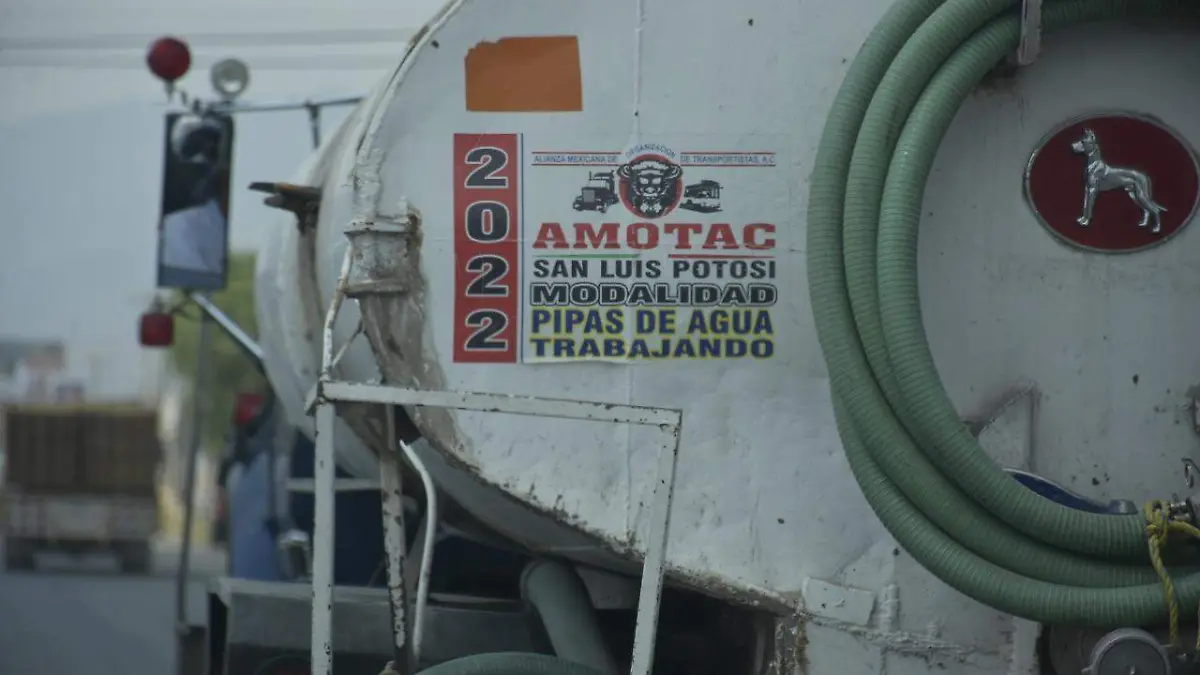 2022
ORGANIZACIÓN
ALIANZA MEXICANA DE DE TRANSPORTISTAS, A.C
AMOTAC
SAN LUIS POTOSI
MODALIDAD
PIPAS DE AGUA
TRABAJANDO